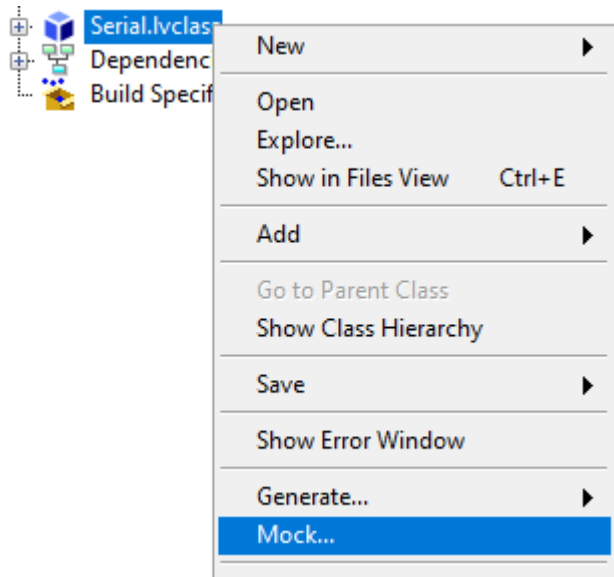 Serial.lvclass
Dependenci
Build Specif
New
Open
Explore...
Show in Files View Ctrl+E
Add
Go to Parent Class
Show Class Hierarchy
Save
Show Error Window
Generate...
Mock...